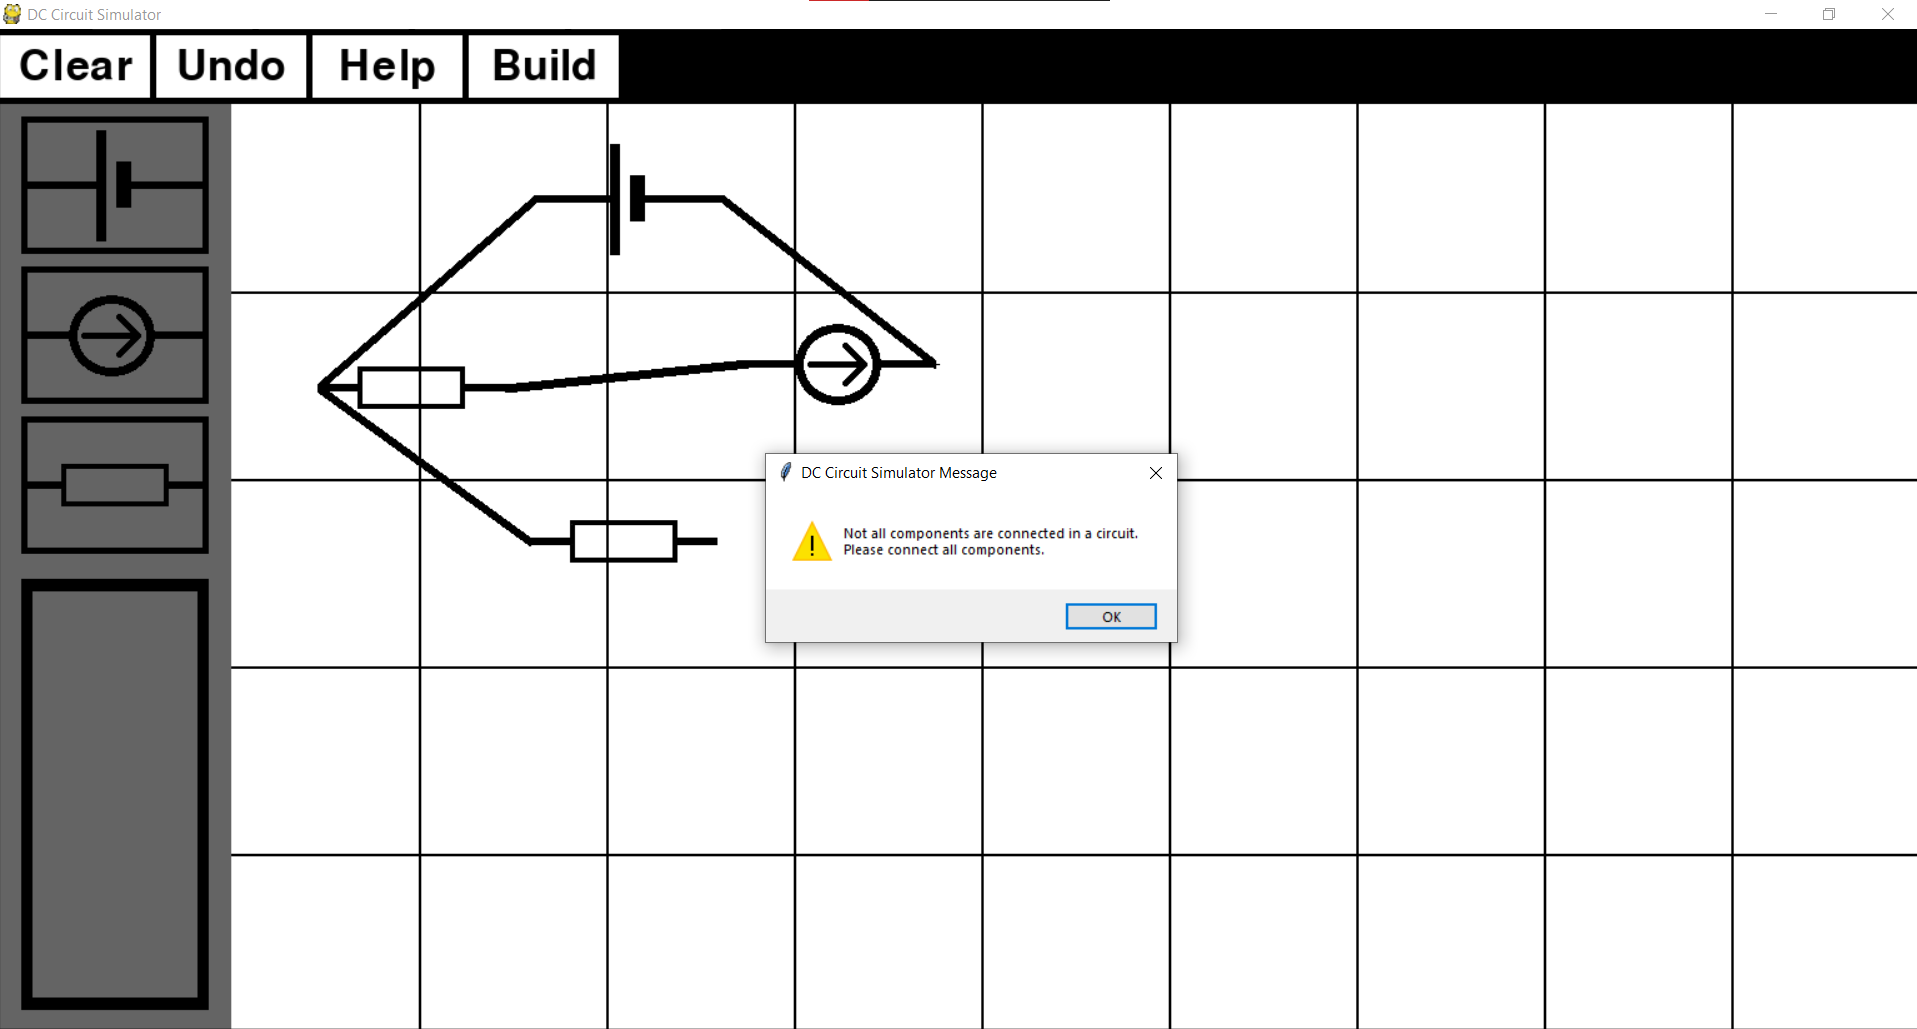 DC Circuit Simulator
Clear Undo Help Build
DC Circuit Simulator Message
Not all components are connected in a circuit.
Please connect all components.
OK